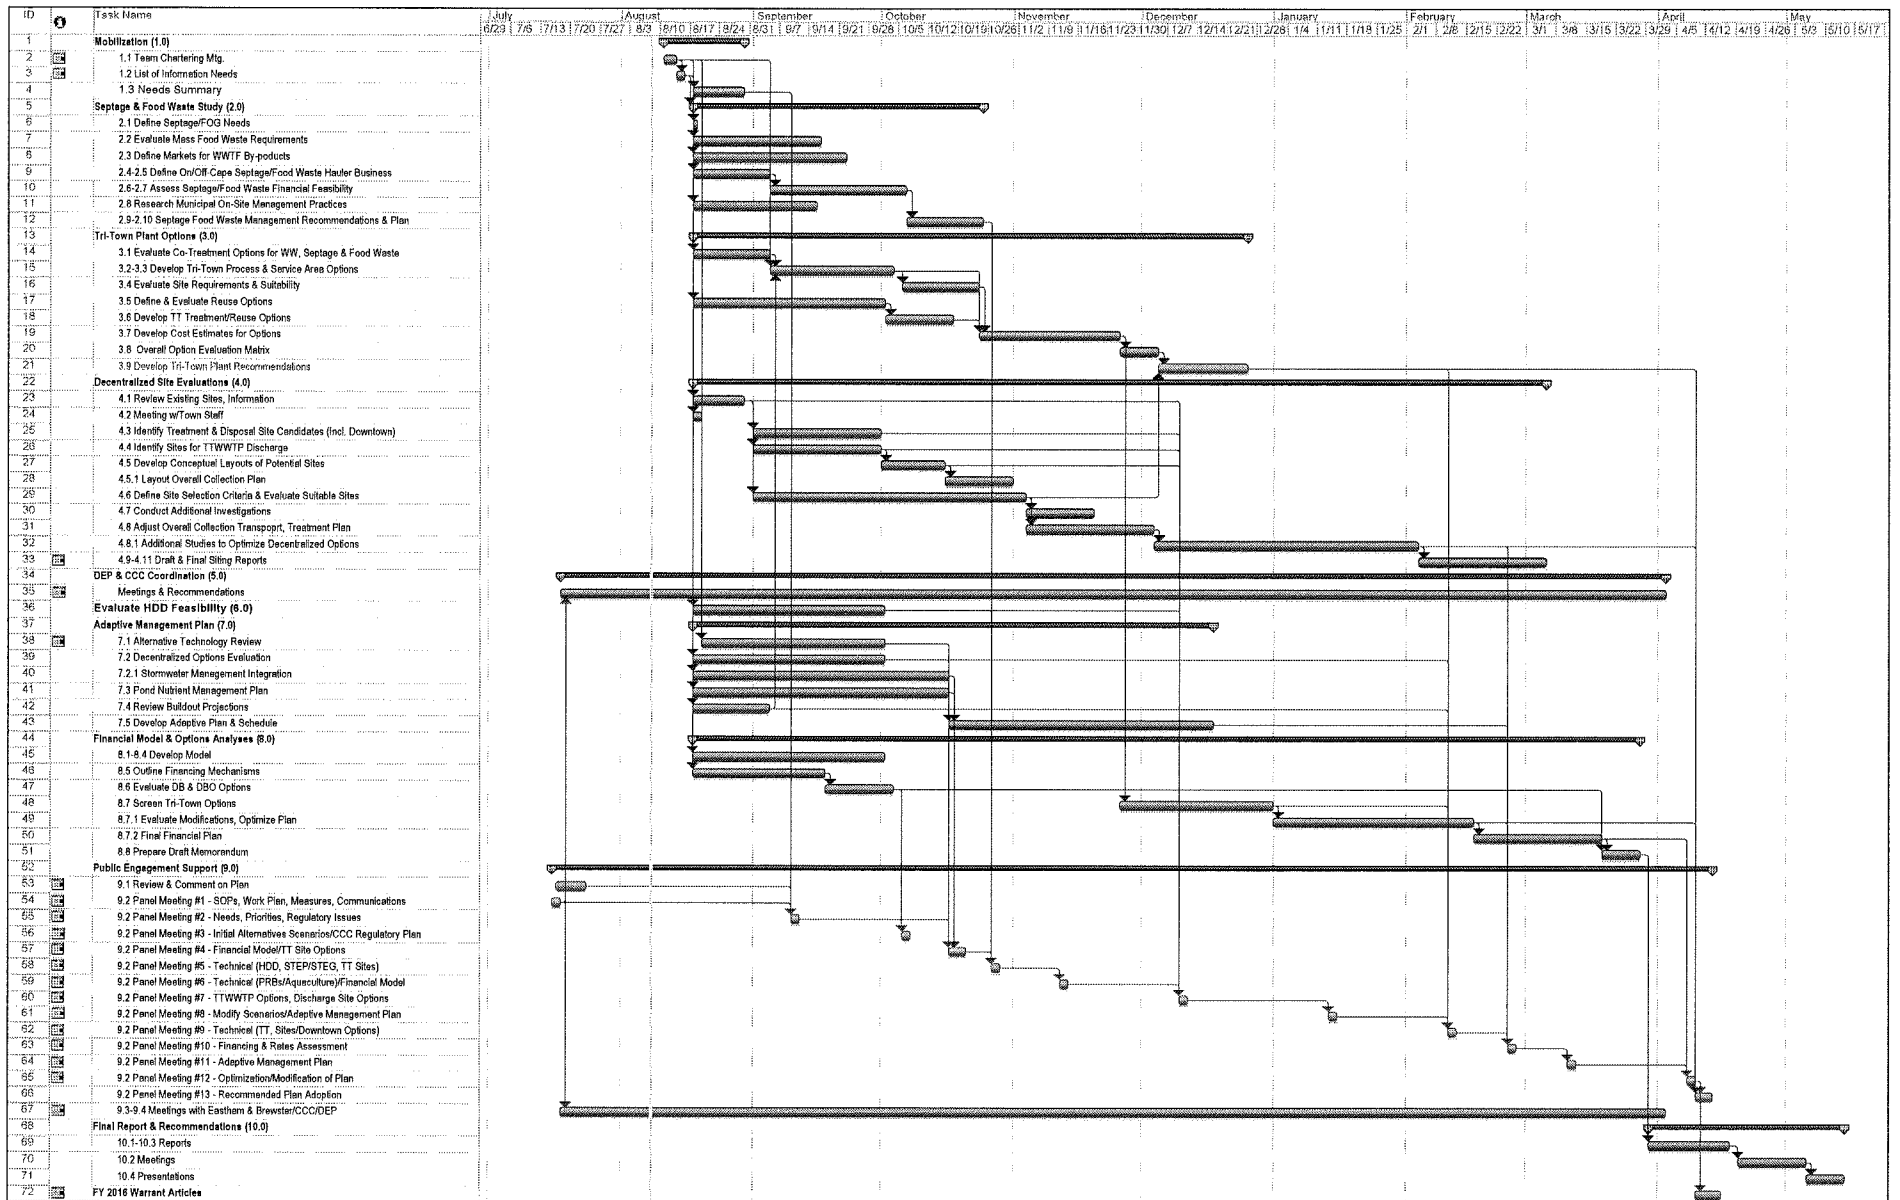 ID Task Name July August September October November December January February March April May
6/29 7/6 7/13 7/20 7/27 8/3 8/10 8/17 8/24 8/31 9/7 9/14 9/21 9/28 10/5 10/12 10/19 10/26 11/2 11/9 11/16 11/23 11/30 12/7 12/14 12/21 12/28 1/4 1/11 1/18 1/25 2/1 2/8 2/15 2/22 3/1 3/8 3/15 3/22 3/29 4/5 4/12 4/19 4/26 5/3 5/10 5/17
1 Mobilization (1.0)
2 1.1 Team Chartering Mtg.
3 1.2 List of Information Needs
4 1.3 Needs Summary
5 Septage & Food Waste Study (2.0)
6 2.1 Define Septage/FOG Needs
7 2.2 Evaluate Mass Food Waste Requirements
8 2.3 Define Markets for WWTF By-poducts
9 2.4-2.5 Define On/Off-Cape Septage/Food Waste Hauler Business
10 2.6-2.7 Assess Septage/Food Waste Financial Feasibility
11 2.8 Research Municipal On-Site Management Practices
12 2.9-2.10 Septage Food Waste Management Recommendations & Plan
13 Tri-Town Plant Options (3.0)
14 3.1 Evaluate Co-Treatment Options for WW, Septage & Food Waste
15 3.2-3.3 Develop Tri-Town Process & Service Area Options
16 3.4 Evaluate Site Requirements & Suitability
17 3.5 Define & Evaluate Reuse Options
18 3.6 Develop TT Treatment/Reuse Options
19 3.7 Develop Cost Estimates for Options
20 3.8 Overall Option Evaluation Matrix
21 3.9 Develop Tri-Town Plant Recommendations
22 Decentralized Site Evaluations (4.0)
23 4.1 Review Existing Sites, Information
24 4.2 Meeting w/Town Staff
25 4.3 Identify Treatment & Disposal Site Candidates (Incl. Downtown)
26 4.4 Identify Sites for TTWWTP Discharge
27 4.5 Develop Conceptual Layouts of Potential Sites
28 4.5.1 Layout Overall Collection Plan
29 4.6 Define Site Selection Criteria & Evaluate Suitable Sites
30 4.7 Conduct Additional Investigations
31 4.8 Adjust Overall Collection Transpoprt, Treatment Plan
32 4.8.1 Additional Studies to Optimize Decentralized Options
33 4.9-4.11 Draft & Final Siting Reports
34 DEP & CCC Coordination (5.0)
35 Meetings & Recommendations
36 Evaluate HDD Feasibility (6.0)
37 Adaptive Management Plan (7.0)
38 7.1 Alternative Technology Review
39 7.2 Decentralized Options Evaluation
40 7.2.1 Stormwater Management Integration
41 7.3 Pond Nutrient Management Plan
42 7.4 Review Buildout Projections
43 7.5 Develop Adaptive Plan & Schedule
44 Financial Model & Options Analyses (8.0)
45 8.1-8.4 Develop Model
46 8.5 Outline Financing Mechanisms
47 8.6 Evaluate DB & DBO Options
48 8.7 Screen Tri-Town Options
49 8.7.1 Evaluate Modifications, Optimize Plan
50 8.7.2 Final Financial Plan
51 8.8 Prepare Draft Memorandum
52 Public Engagement Support (9.0)
53 9.1 Review & Comment on Plan
54 9.2 Panel Meeting #1 - SOPs, Work Plan, Measures, Communications
55 9.2 Panel Meeting #2 - Needs, Priorities, Regulatory Issues
56 9.2 Panel Meeting #3 - Initial Alternatives Scenarios/CCC Regulatory Plan
57 9.2 Panel Meeting #4 - Financial Model/TT Site Options
58 9.2 Panel Meeting #5 - Technical (HDD, STEP/STEG, TT Sites)
59 9.2 Panel Meeting #6 - Technical (PRBs/Aquaculture)/Financial Model
60 9.2 Panel Meeting #7 - TTWWTP Options, Discharge Site Options
61 9.2 Panel Meeting #8 - Modify Scenarios/Adaptive Management Plan
62 9.2 Panel Meeting #9 - Technical (TT, Sites/Downtown Options)
63 9.2 Panel Meeting #10 - Financing & Rates Assessment
64 9.2 Panel Meeting #11 - Adaptive Management Plan
65 9.2 Panel Meeting #12 - Optimization/Modification of Plan
66 9.2 Panel Meeting #13 - Recommended Plan Adoption
67 9.3-9.4 Meetings with Eastham & Brewster/CCC/DEP
68 Final Report & Recommendations (10.0)
69 10.1-10.3 Reports
70 10.2 Meetings
71 10.4 Presentations
72 FY 2016 Warrant Articles